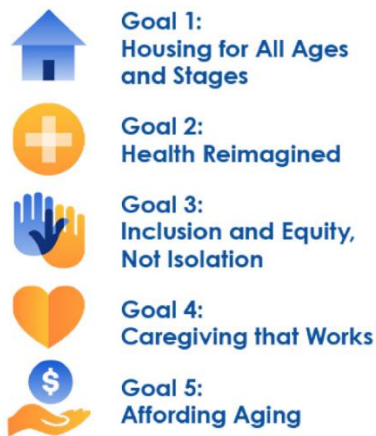 Goal 1:
Housing for All Ages
and Stages
Goal 2:
Health Reimagined
Goal 3:
Inclusion and Equity,
Not Isolation
Goal 4:
Caregiving that Works
$
Goal 5:
Affording Aging